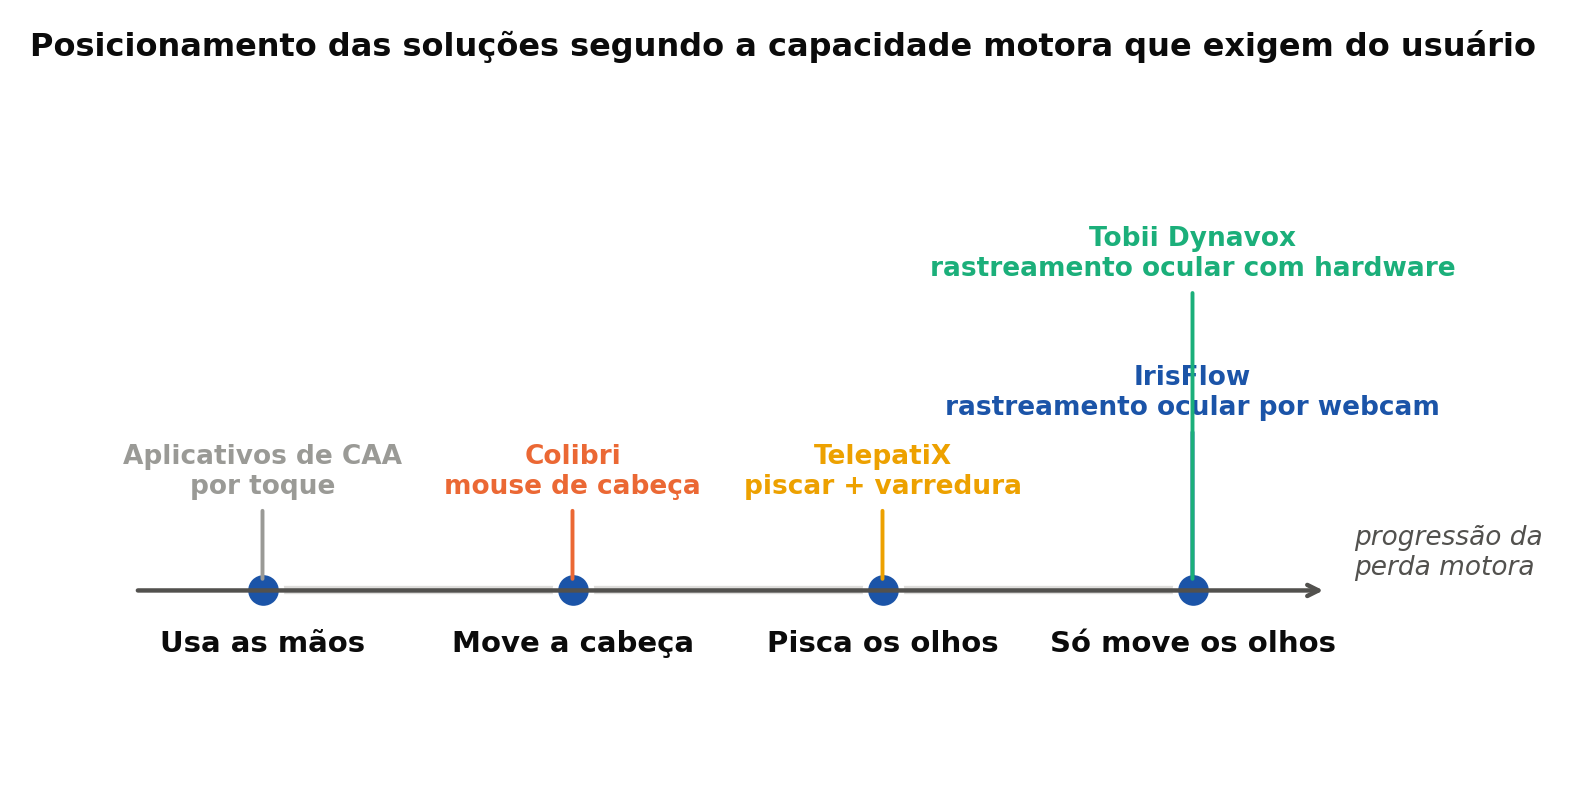 Posicionamento das soluções segundo a capacidade motora que exigem do usuário
Tobii Dynavox
rastreamento ocular com hardware
IrisFlow
rastreamento ocular por webcam
Aplicativos de CAA
por toque
Colibri
mouse de cabeça
TelepatiX
piscar + varredura
progressão da
perda motora
Usa as mãos
Move a cabeça
Pisca os olhos
Só move os olhos